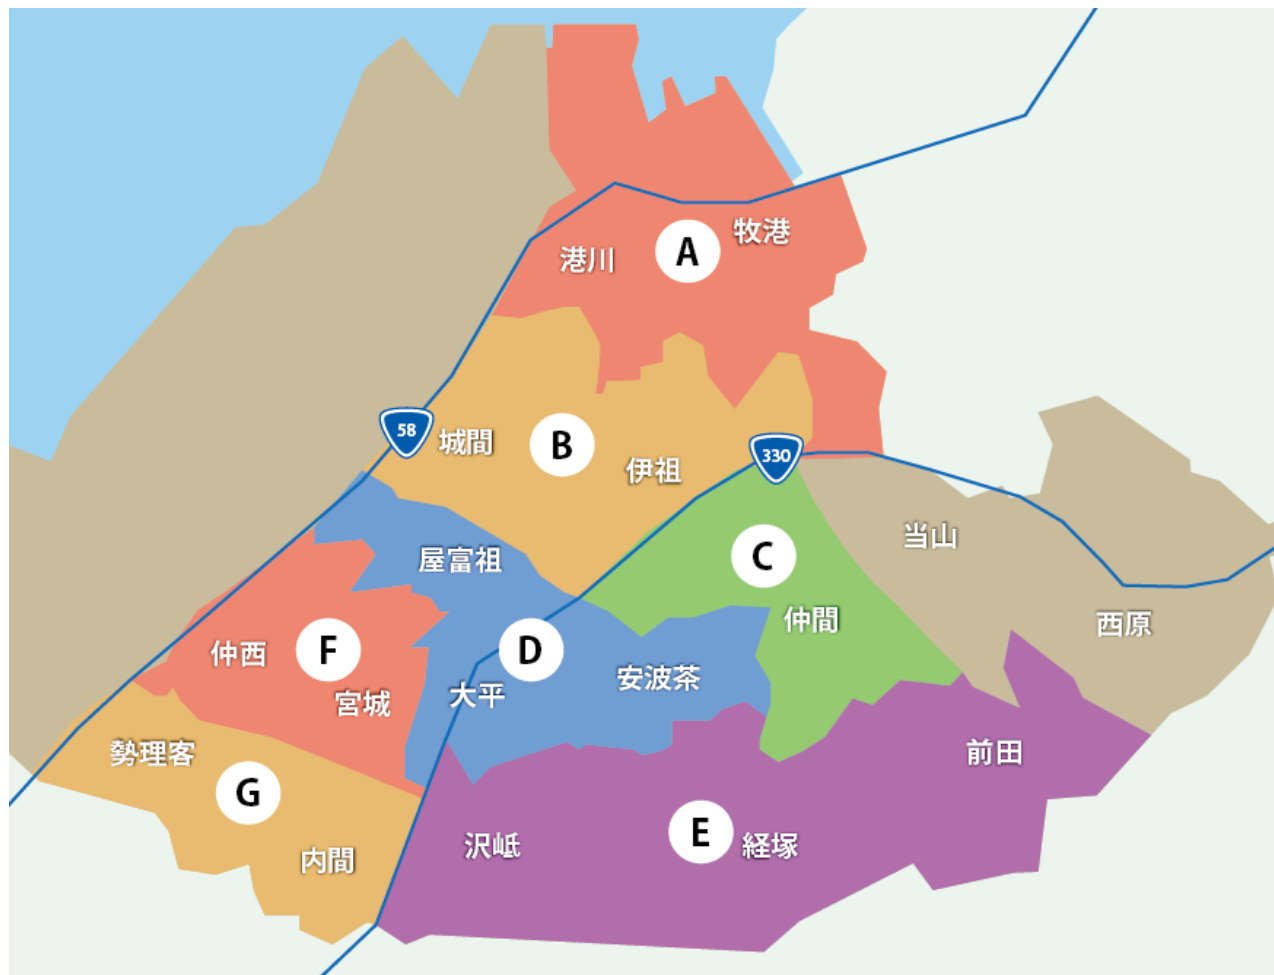 牧港
A
港川
58
城間
B
伊祖
330
当山
C
屋富祖
仲間
西原
仲西
F
D
宮城
大平
安波茶
勢理客
前田
G
沢岻
E
経塚
内間